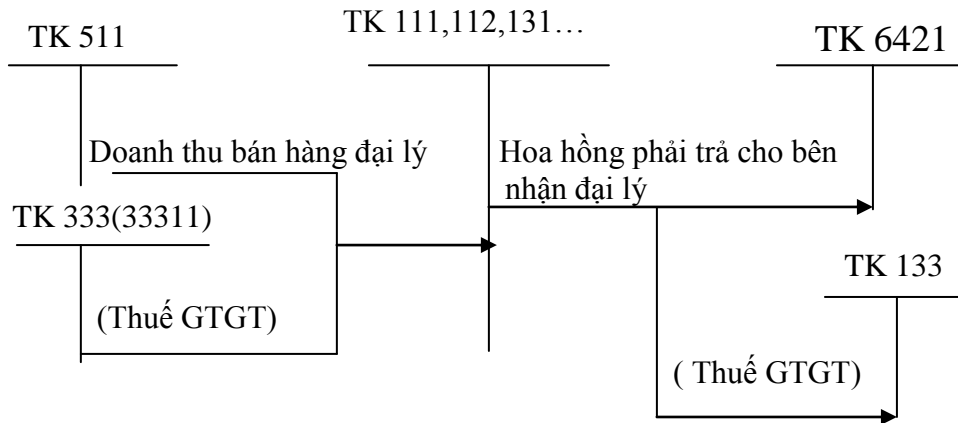 TK 511
TK 111,112,131…
TK 6421
Doanh thu bán hàng đại lý
Hoa hồng phải trả cho bên
nhận đại lý
TK 333(33311)
TK 133
(Thuế GTGT)
( Thuế GTGT)